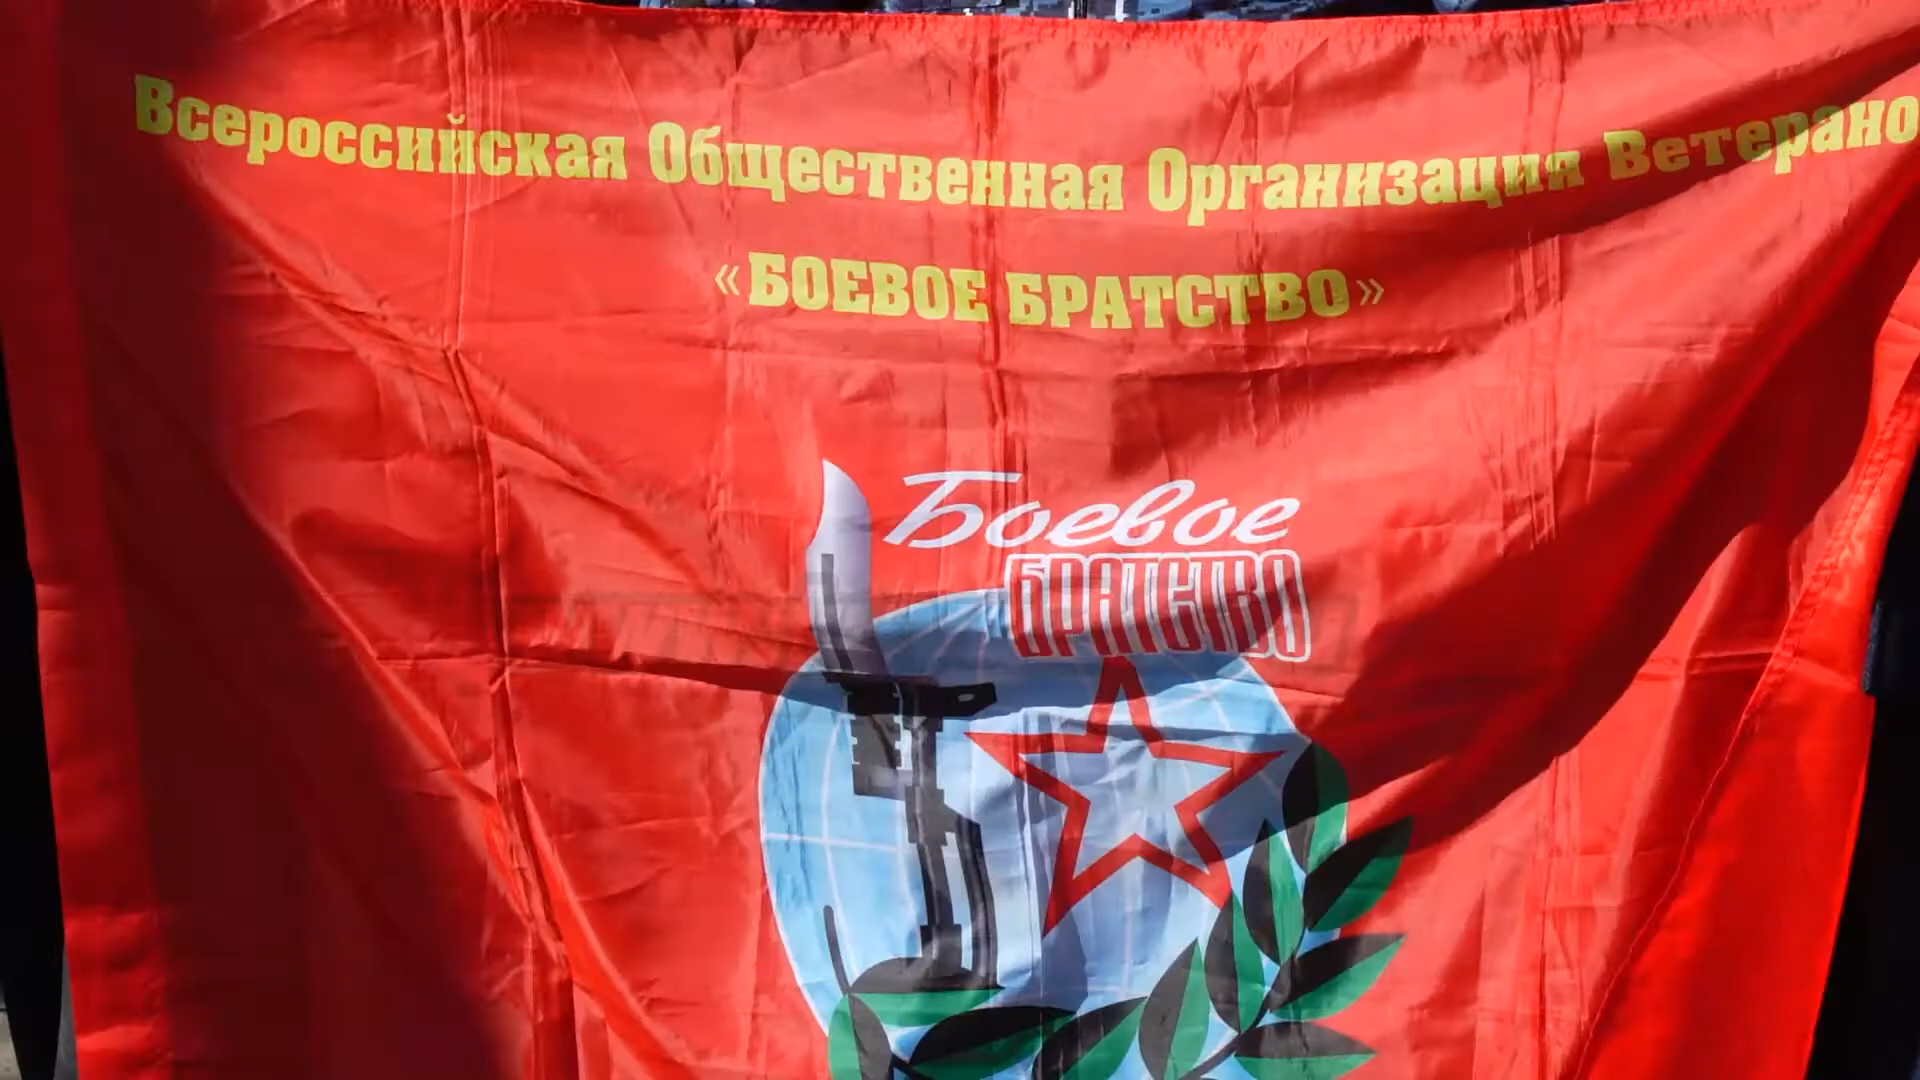 Всероссийская Общественная Организация Ветерано
«БОЕВОЕ БРАТСТВО»
Боевое
БРАТСТВО